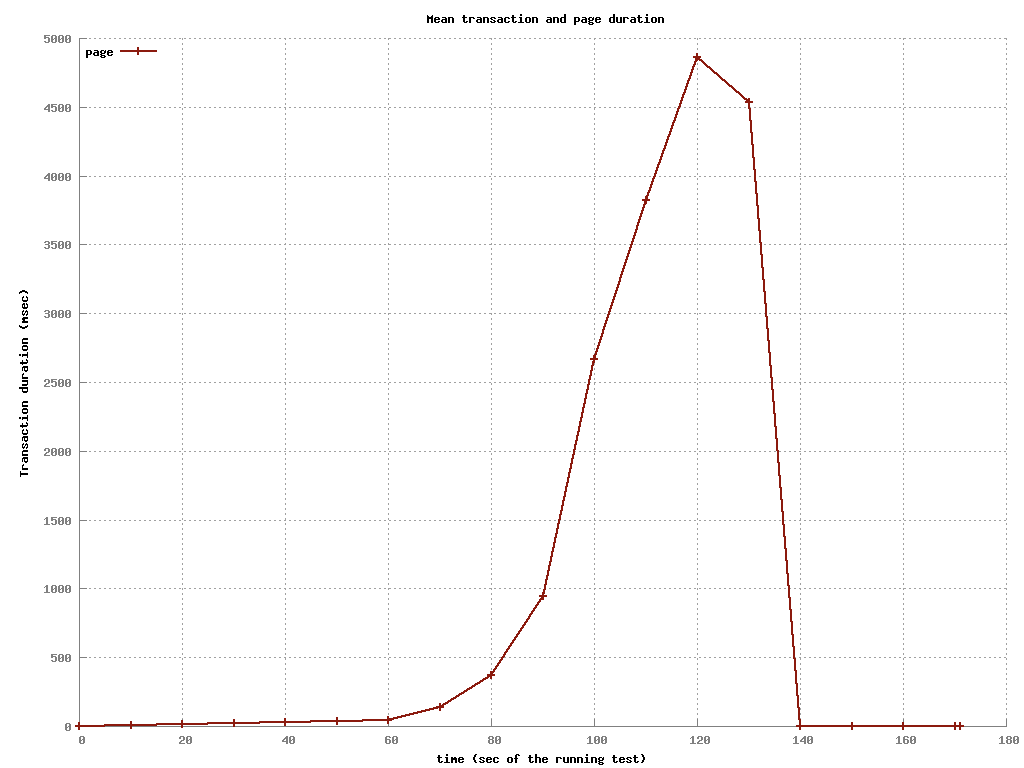 Mean transaction and page duration
page
5000
4500
4000
3500
3000
2500
2000
1500
1000
500
0
Transaction duration (msec)
0 20 40 60 80 100 120 140 160 180
time (sec of the running test)